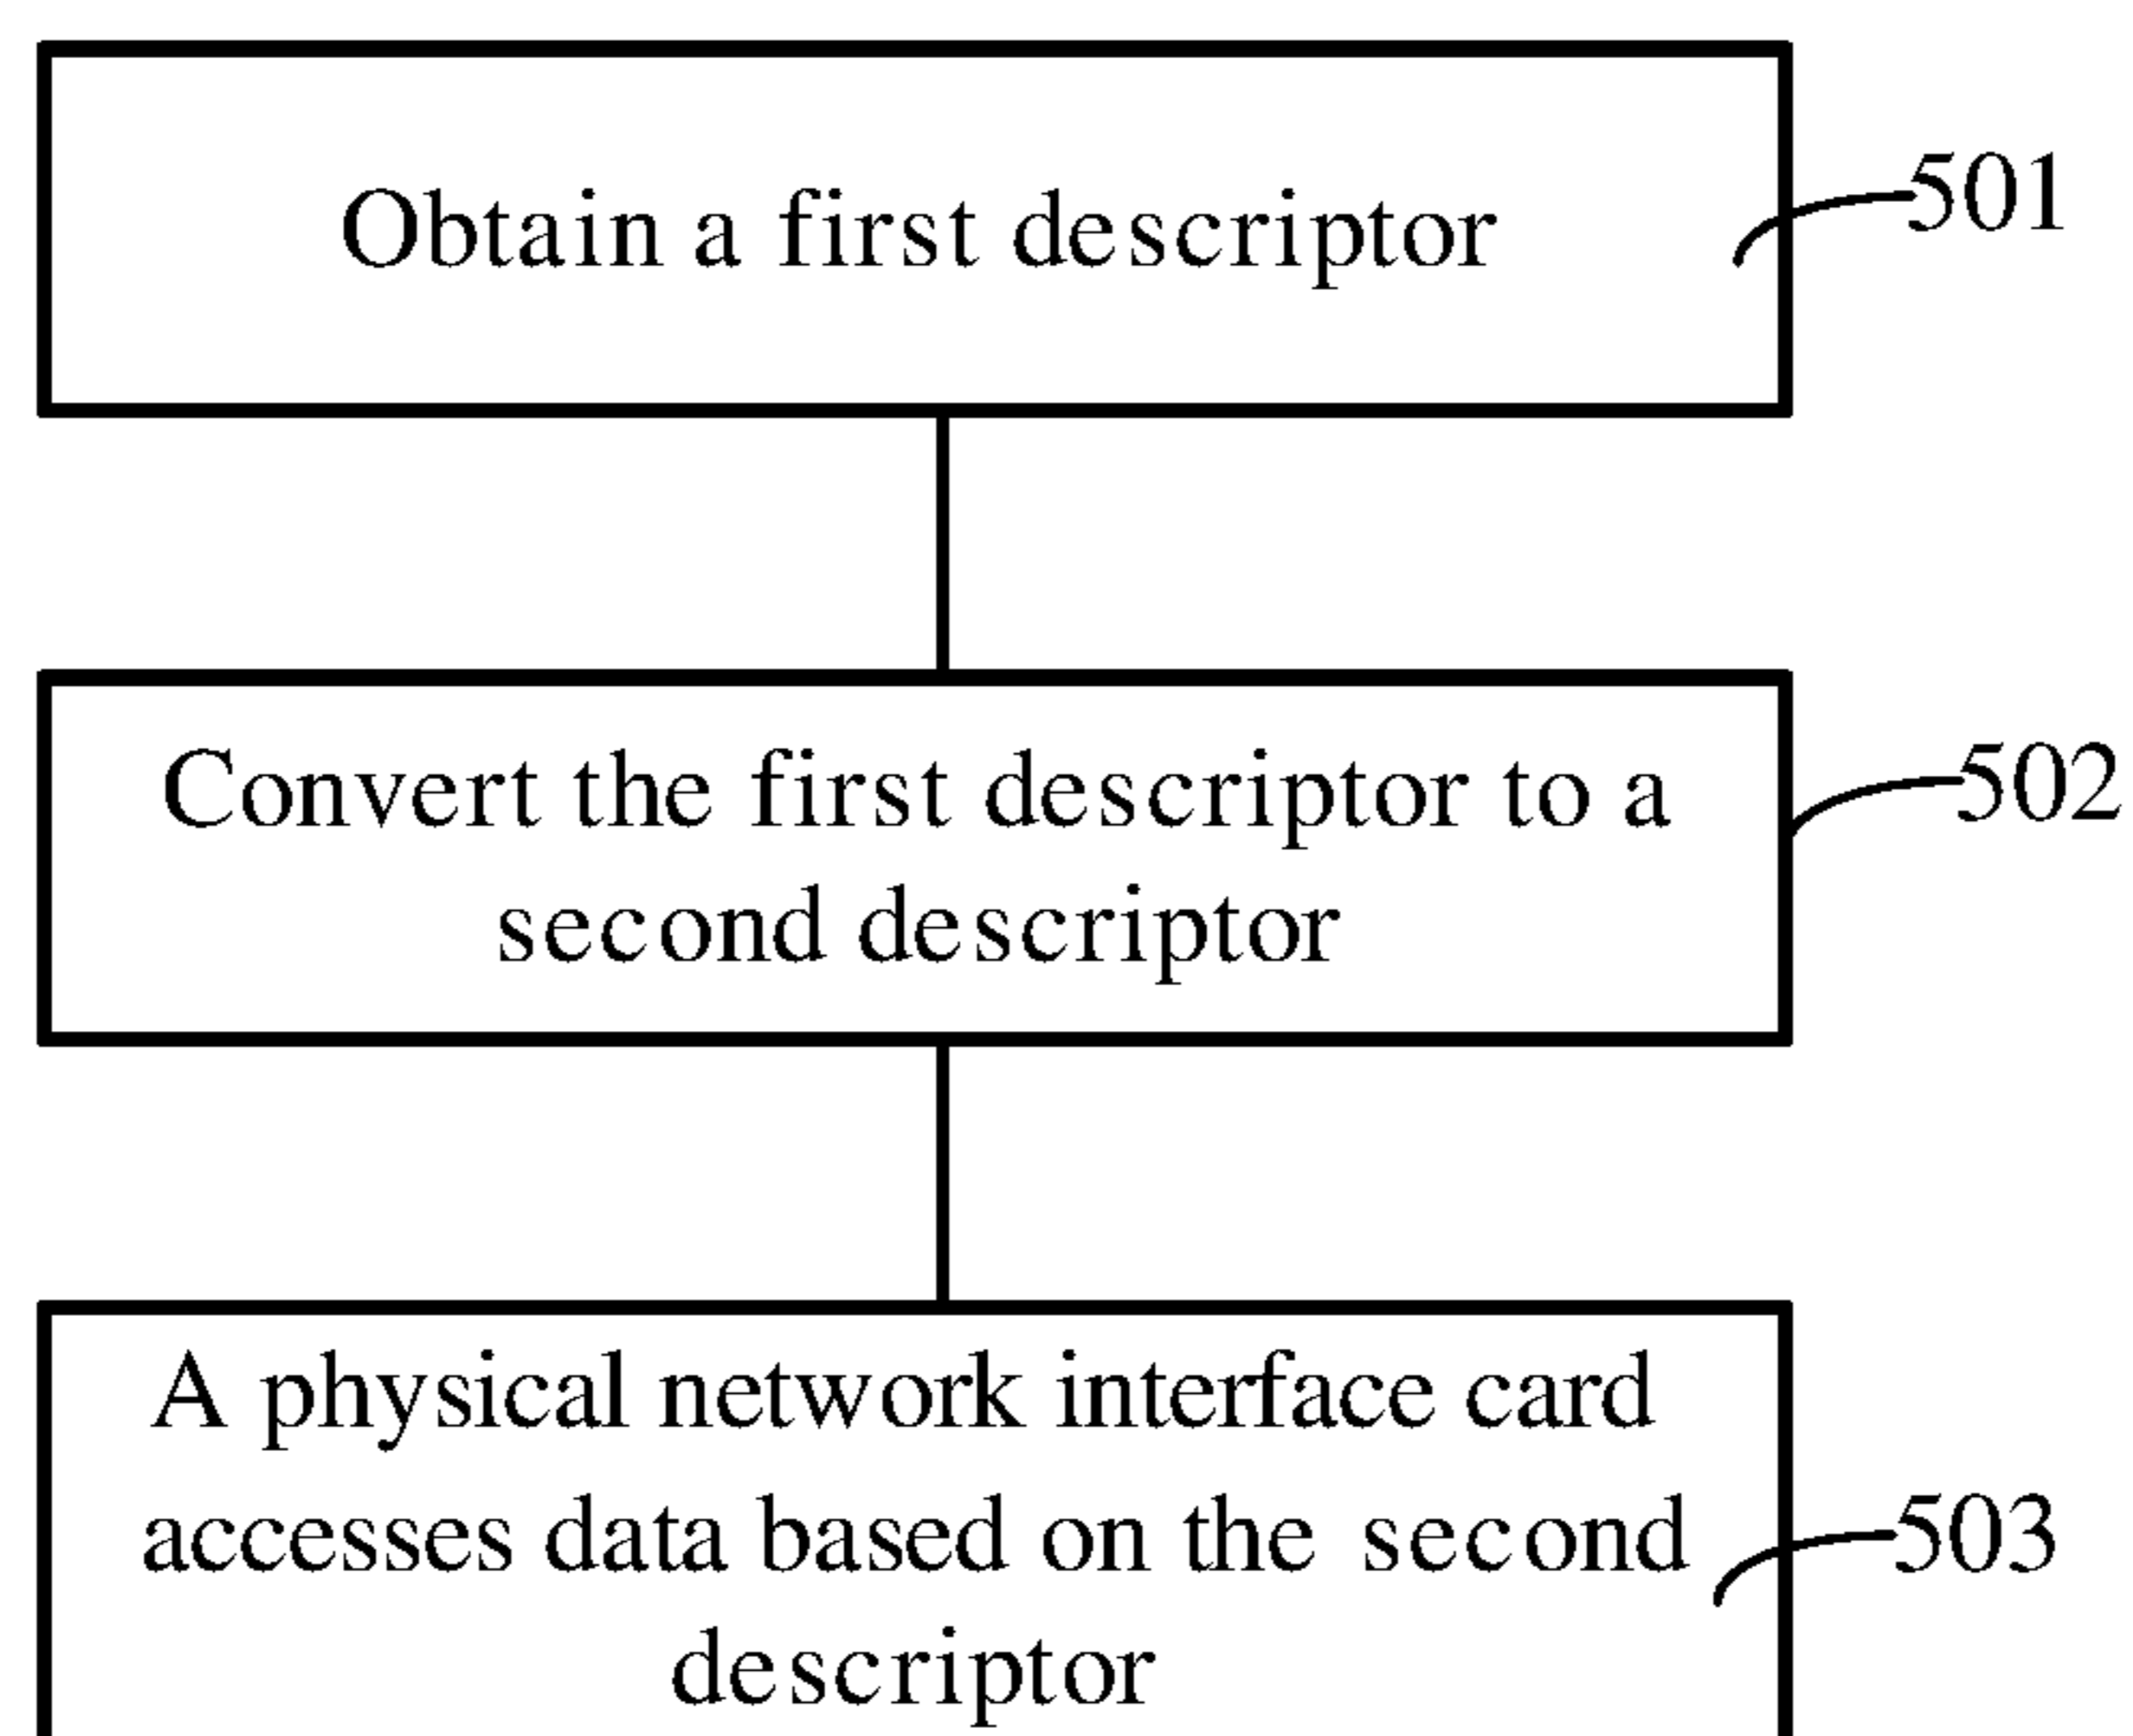 Obtain a first descriptor
501
Convert the first descriptor to a
second descriptor
502
A physical network interface card
accesses data based on the second
descriptor
503